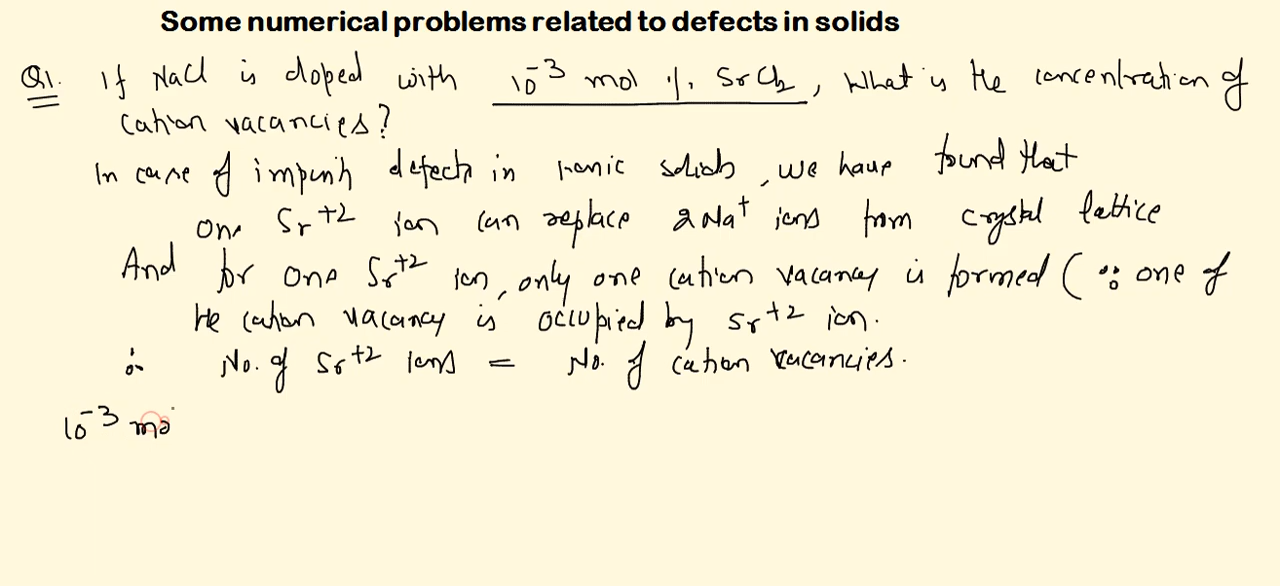 Some numerical problems related to defects in solids
Q1. If NaCl is doped with 10⁻³ mol % SrCl₂, What is the concentration of
cation vacancies?
In case of impurity defects in ionic solids, we have found that
One Sr⁺² ion can replace 2 Na⁺ ions from crystal lattice
And for one Sr⁺² ion, only one cation vacancy is formed (∵ one of
the cation vacancy is occupied by Sr⁺² ion.
∴ No. of Sr⁺² ions = No. of cation vacancies.
10⁻³ mo